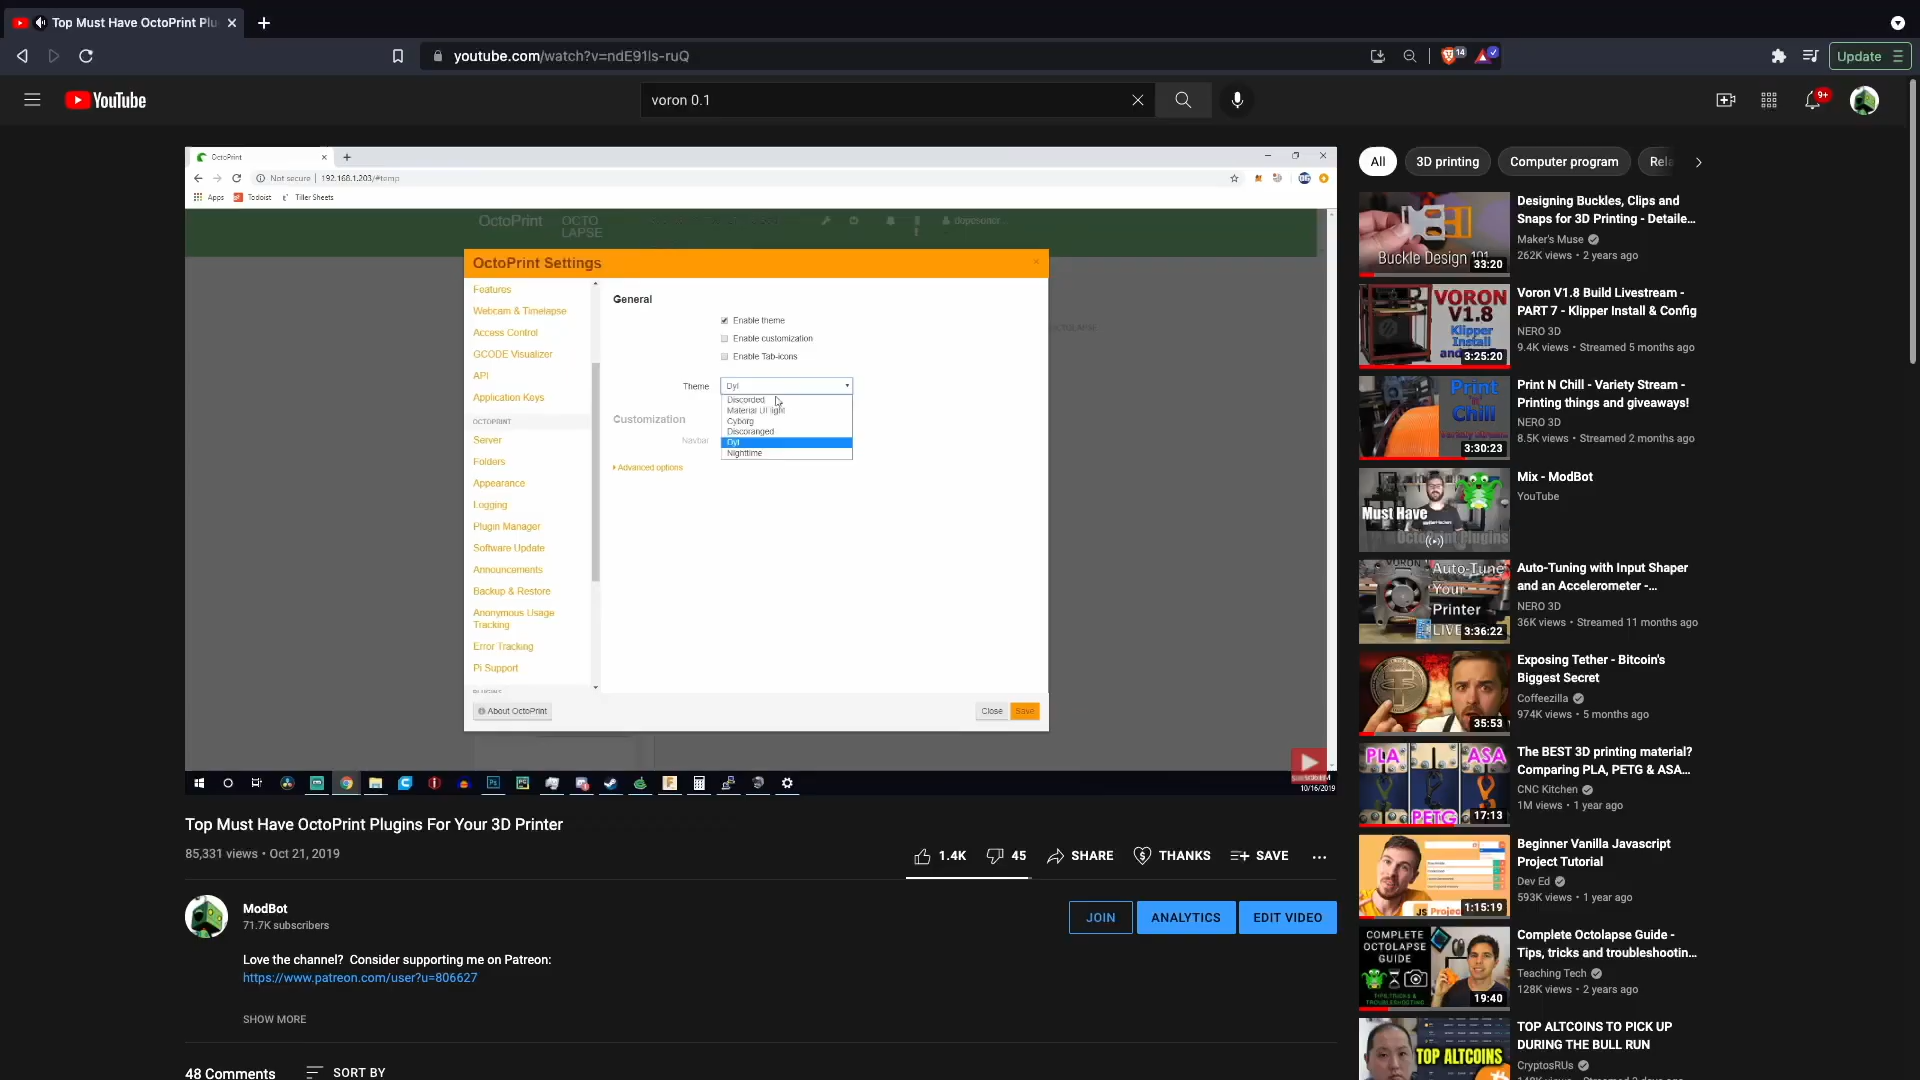 Top Must Have OctoPrint Plu
youtube.com/watch?v=ndE91ls-ruQ
14
Update
YouTube
voron 0.1
9+
OctoPrint
Not secure | 192.168.1.203/#temp
Apps Todoist Tiller Sheets
OctoPrint OCTO LAPSE
OctoPrint Settings
Features
Webcam & Timelapse
Access Control
GCODE Visualizer
API
Application Keys
OCTOPRINT
Server
Folders
Appearance
Logging
Plugin Manager
Software Update
Announcements
Backup & Restore
Anonymous Usage
Tracking
Error Tracking
Pi Support
General
Enable theme
Enable customization
Enable Tab-icons
Theme Dyl
Discorded
Material UI light
Cyborg
Discoranged
Dyl
Nighttime
Customization
Navbar
Advanced options
About OctoPrint
Close Save
10/16/2019
Top Must Have OctoPrint Plugins For Your 3D Printer
85,331 views • Oct 21, 2019
1.4K 45 SHARE THANKS SAVE
ModBot
71.7K subscribers
JOIN ANALYTICS EDIT VIDEO
Love the channel? Consider supporting me on Patreon:
https://www.patreon.com/user?u=806627
SHOW MORE
48 Comments SORT BY
All 3D printing Computer program Rel
Buckle Design 101
33:20
Designing Buckles, Clips and
Snaps for 3D Printing - Detaile...
Maker's Muse
262K views • 2 years ago
VORON
V1.8
Klipper
Install
and
3:25:20
Voron V1.8 Build Livestream -
PART 7 - Klipper Install & Config
NERO 3D
9.4K views • Streamed 5 months ago
Print
n
Chill
3:30:23
Print N Chill - Variety Stream -
Printing things and giveaways!
NERO 3D
8.5K views • Streamed 2 months ago
Must Have
OctoPrint Plugins
Mix - ModBot
YouTube
VORON
Auto-Tune
Your
Printer
LIVE
3:36:22
Auto-Tuning with Input Shaper
and an Accelerometer -...
NERO 3D
36K views • Streamed 11 months ago
35:53
Exposing Tether - Bitcoin's
Biggest Secret
Coffeezilla
974K views • 5 months ago
PLA
ASA
PETG
17:13
The BEST 3D printing material?
Comparing PLA, PETG & ASA...
CNC Kitchen
1M views • 1 year ago
JS Project
1:15:19
Beginner Vanilla Javascript
Project Tutorial
Dev Ed
593K views • 1 year ago
COMPLETE
OCTOLAPSE
GUIDE
TIPS, TRICKS &
TROUBLESHOOTING
19:40
Complete Octolapse Guide -
Tips, tricks and troubleshootin...
Teaching Tech
128K views • 2 years ago
TOP ALTCOINS
TOP ALTCOINS TO PICK UP
DURING THE BULL RUN
CryptosRUs